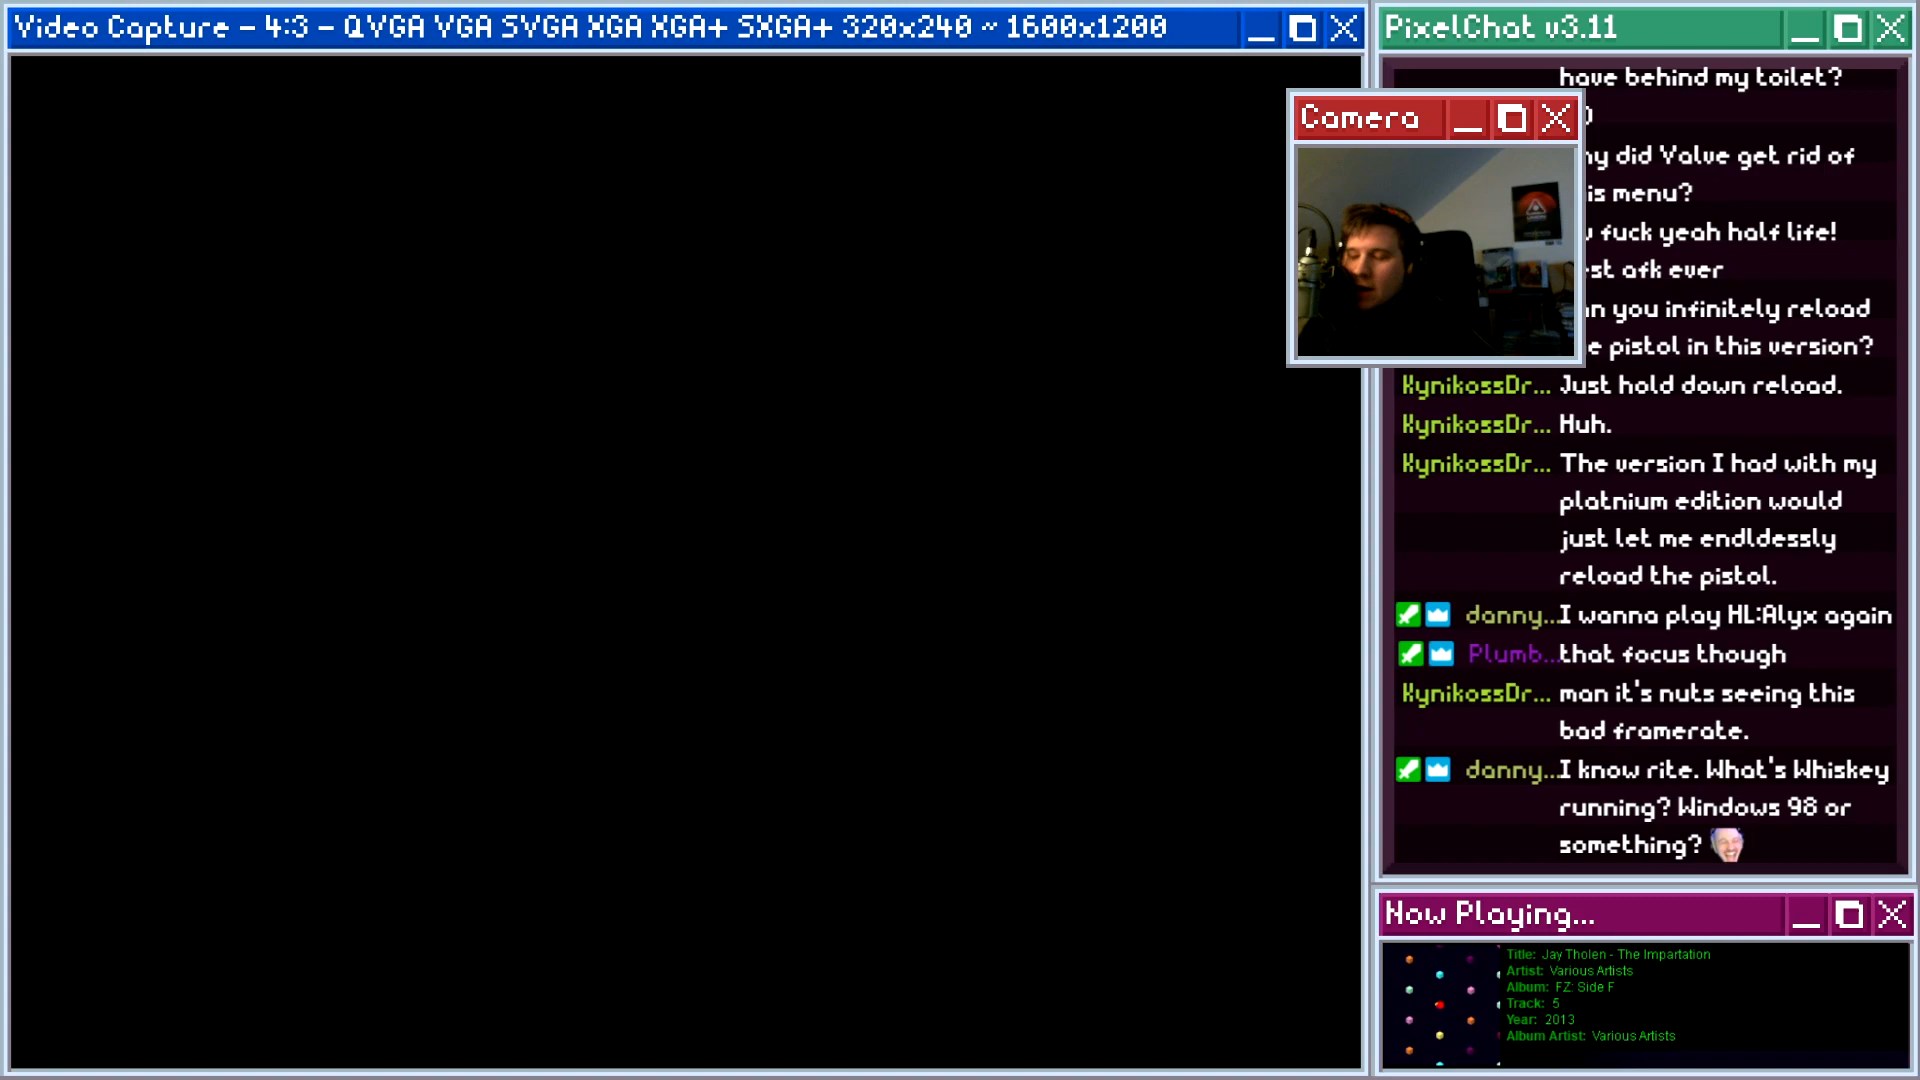 Video Capture - 4:3 - QVGA VGA SVGA XGA XGA+ SXGA+ 320x240 ~ 1600x1200
PixelChat v3.11
have behind my toilet?
Camera
did Valve get rid of
menu?
fuck yeah half life!
afk ever
you infinitely reload
pistol in this version?
KynikossDr... Just hold down reload.
KynikossDr... Huh.
KynikossDr... The version I had with my
platnium edition would
just let me endldessly
reload the pistol.
danny...I wanna play HL:Alyx again
Plumb...that focus though
KynikossDr... man it's nuts seeing this
bad framerate.
danny...I know rite. What's Whiskey
running? Windows 98 or
something?
Now Playing...
Title: Jay Tholen - The Impartation
Artist: Various Artists
Album: FZ: Side F
Track: 5
Year: 2013
Album Artist: Various Artists